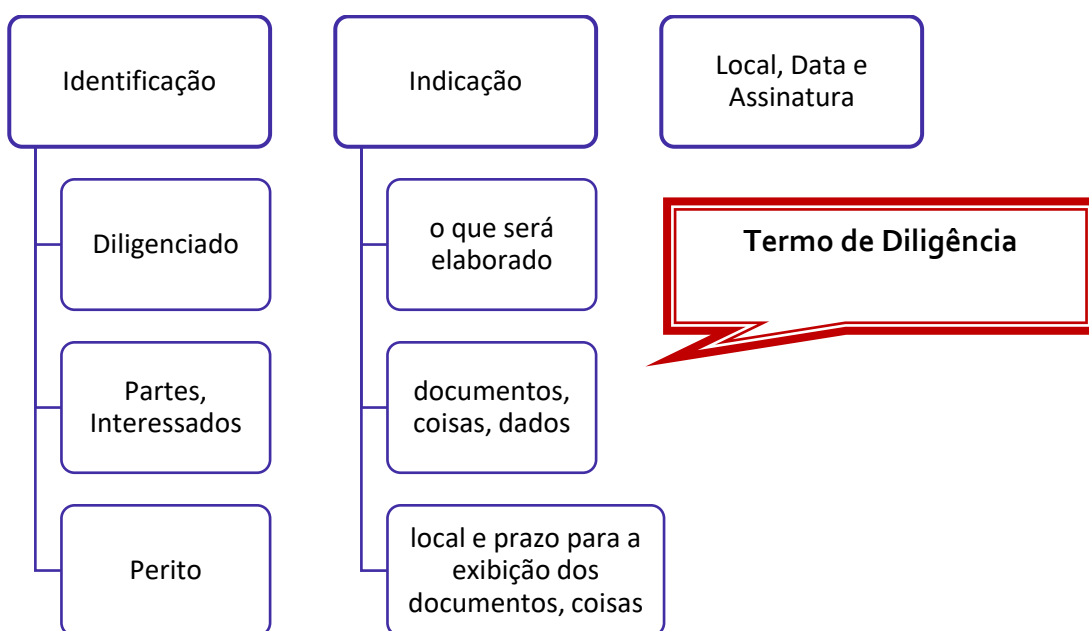 Identificação
Diligenciado
Partes,
Interessados
Perito
Indicação
o que será
elaborado
documentos,
coisas, dados
local e prazo para a
exibição dos
documentos, coisas
Local, Data e
Assinatura
Termo de Diligência